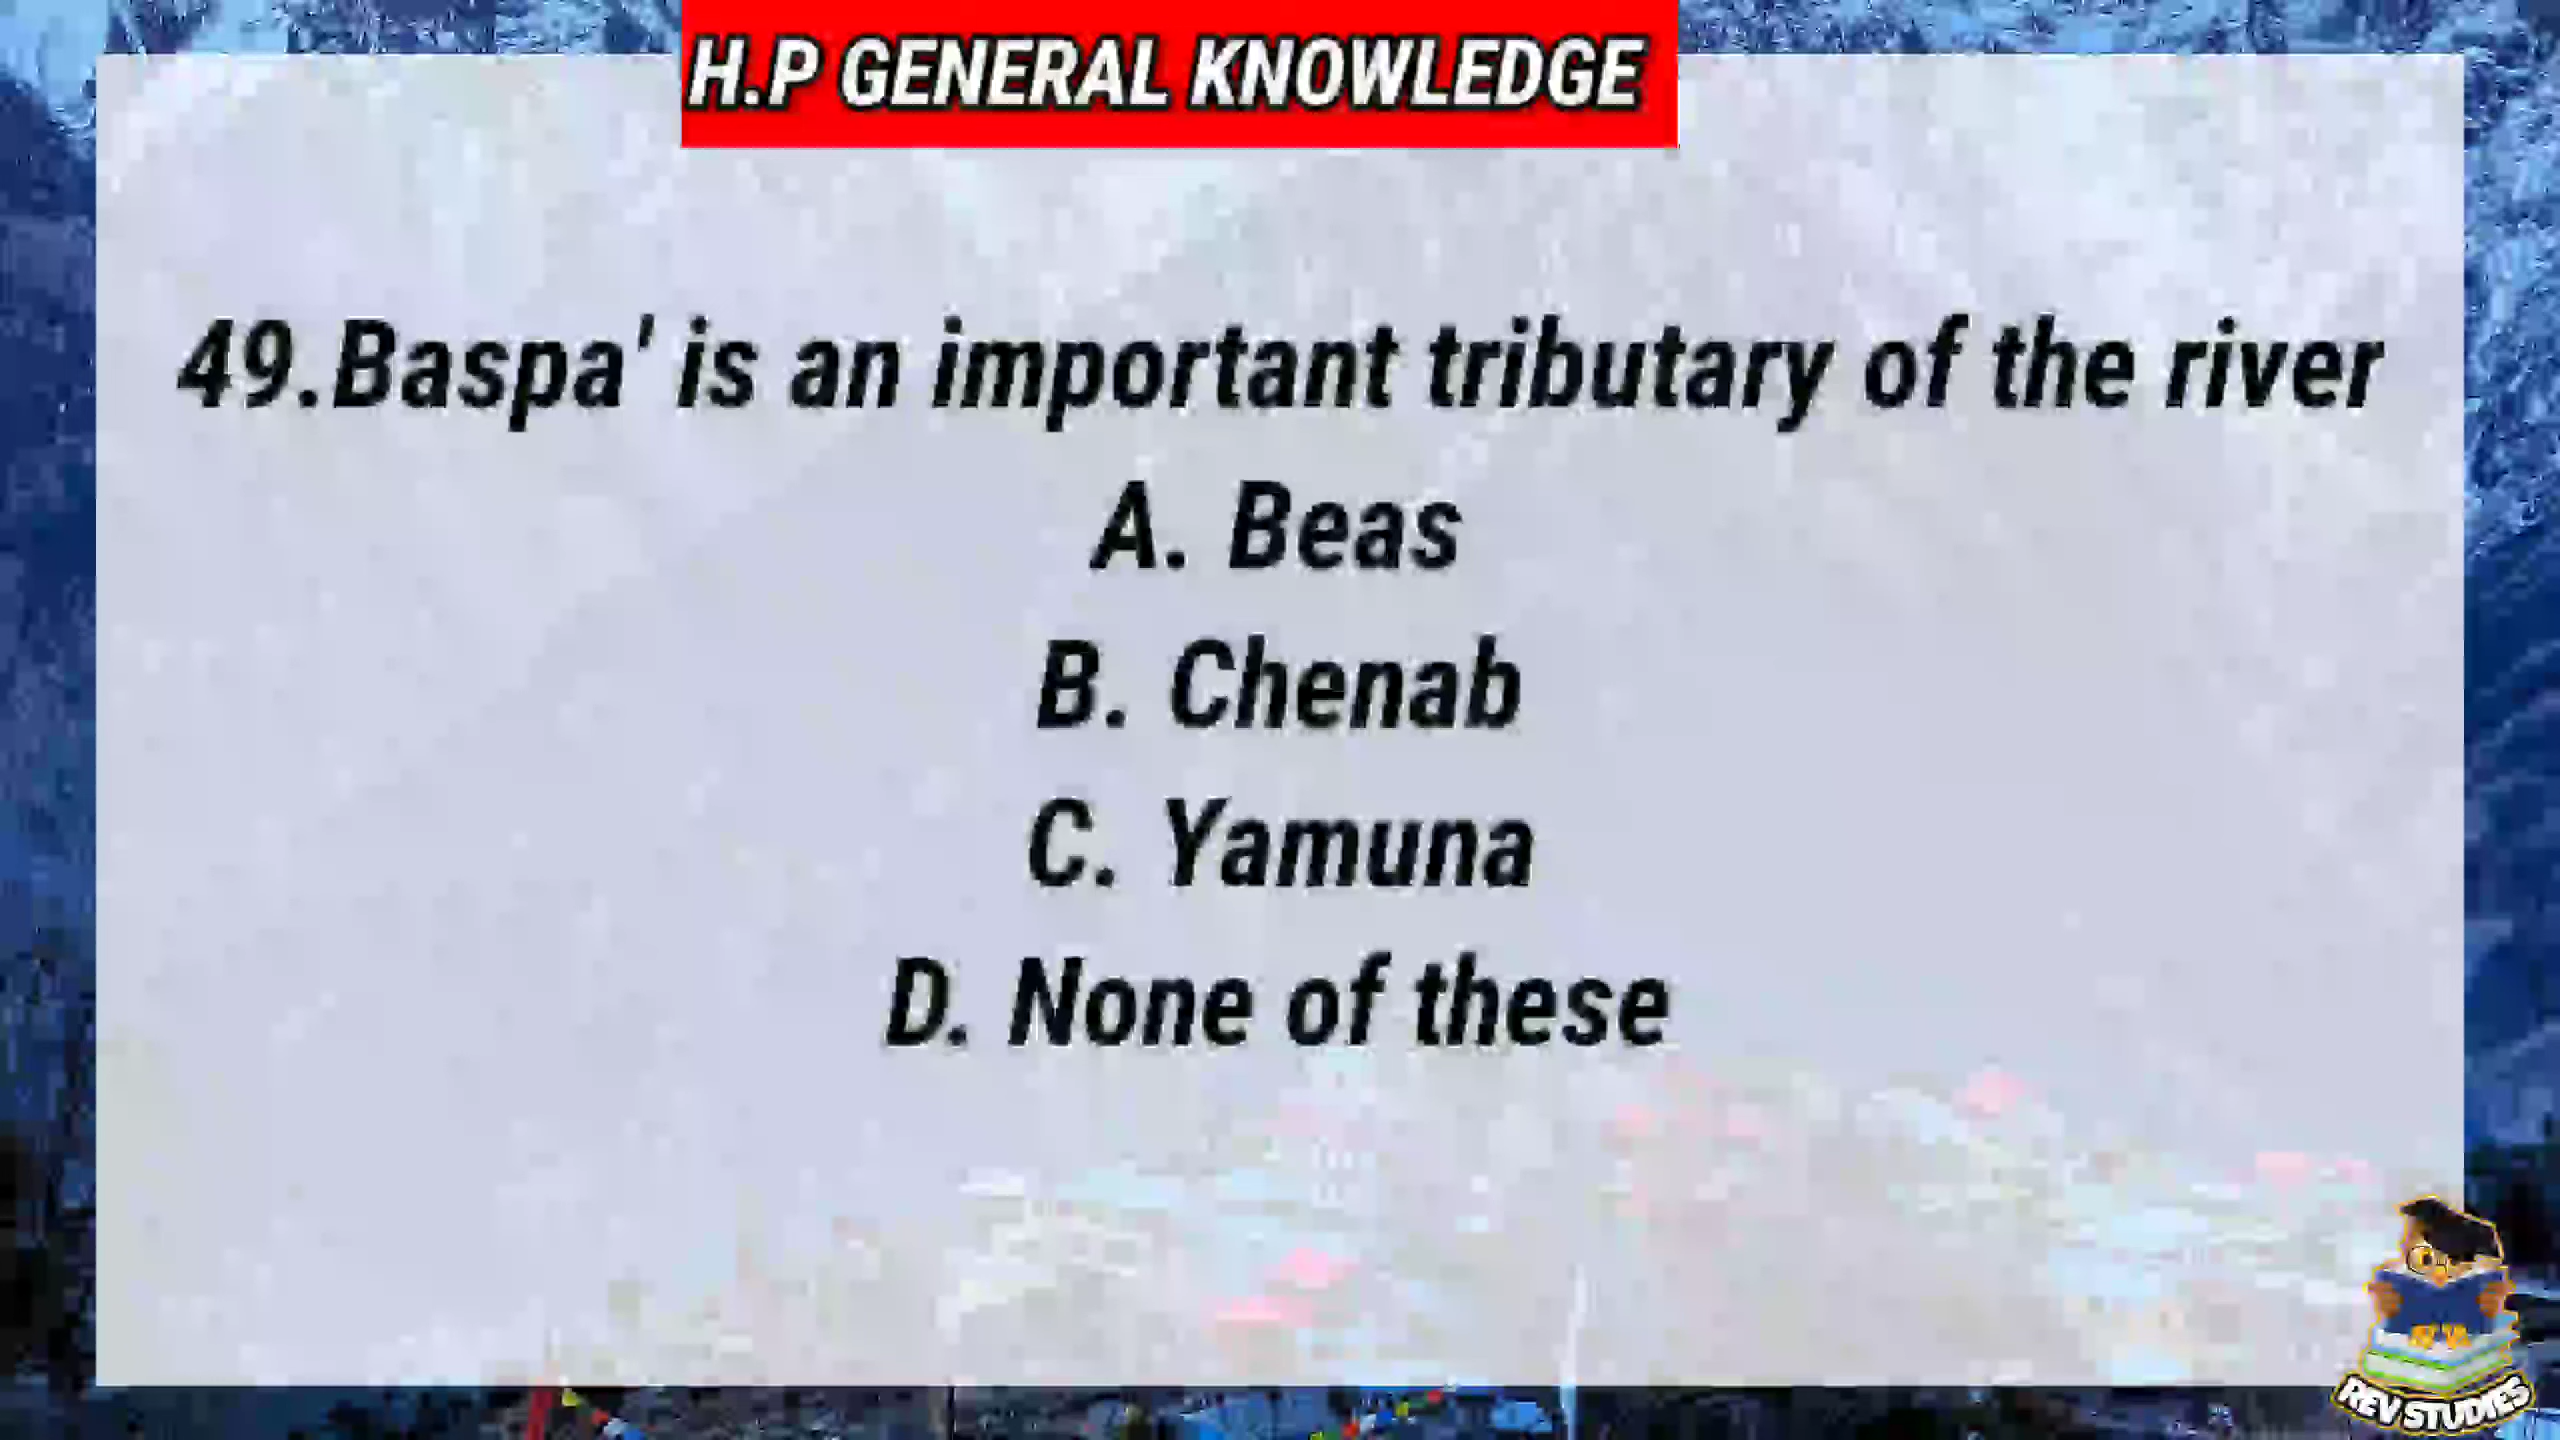 H.P GENERAL KNOWLEDGE
49.Baspa' is an important tributary of the river
A. Beas
B. Chenab
C. Yamuna
D. None of these
REV STUDIES